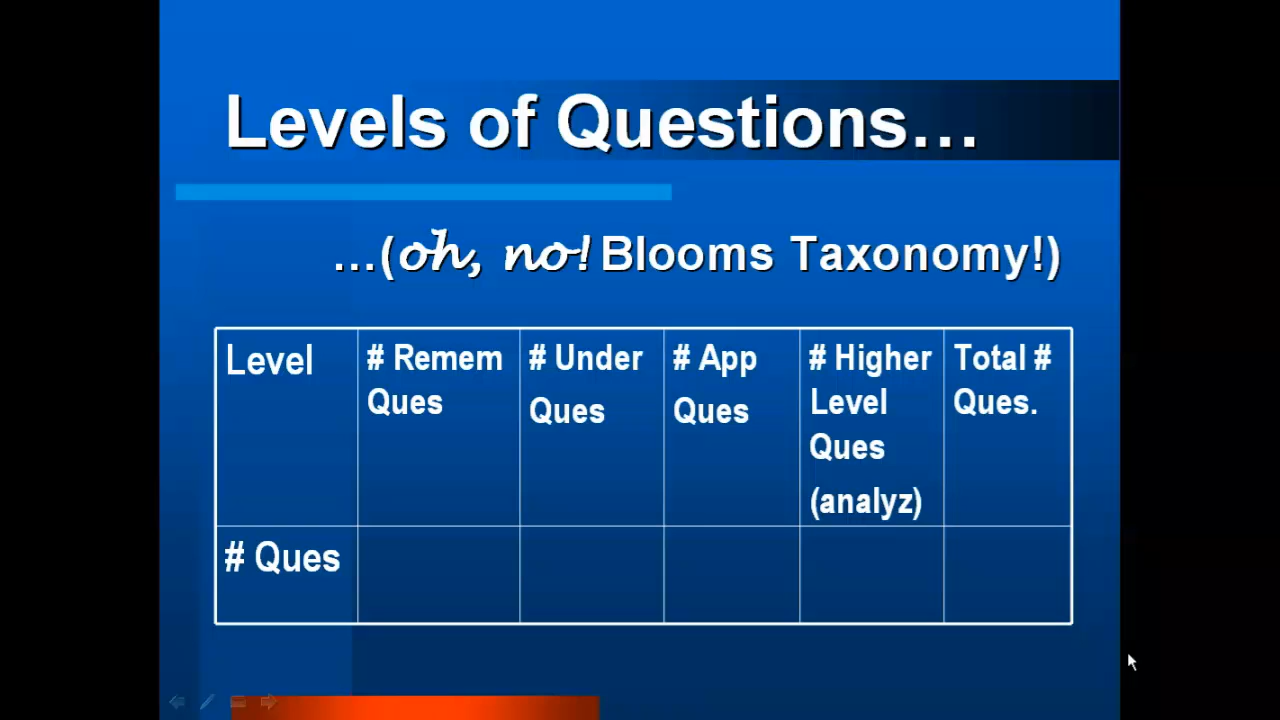 Levels of Questions…
…(oh, no! Blooms Taxonomy!)
Level
# Remem
Ques
# Under
Ques
# App
Ques
# Higher
Level
Ques
(analyz)
Total #
Ques.
# Ques